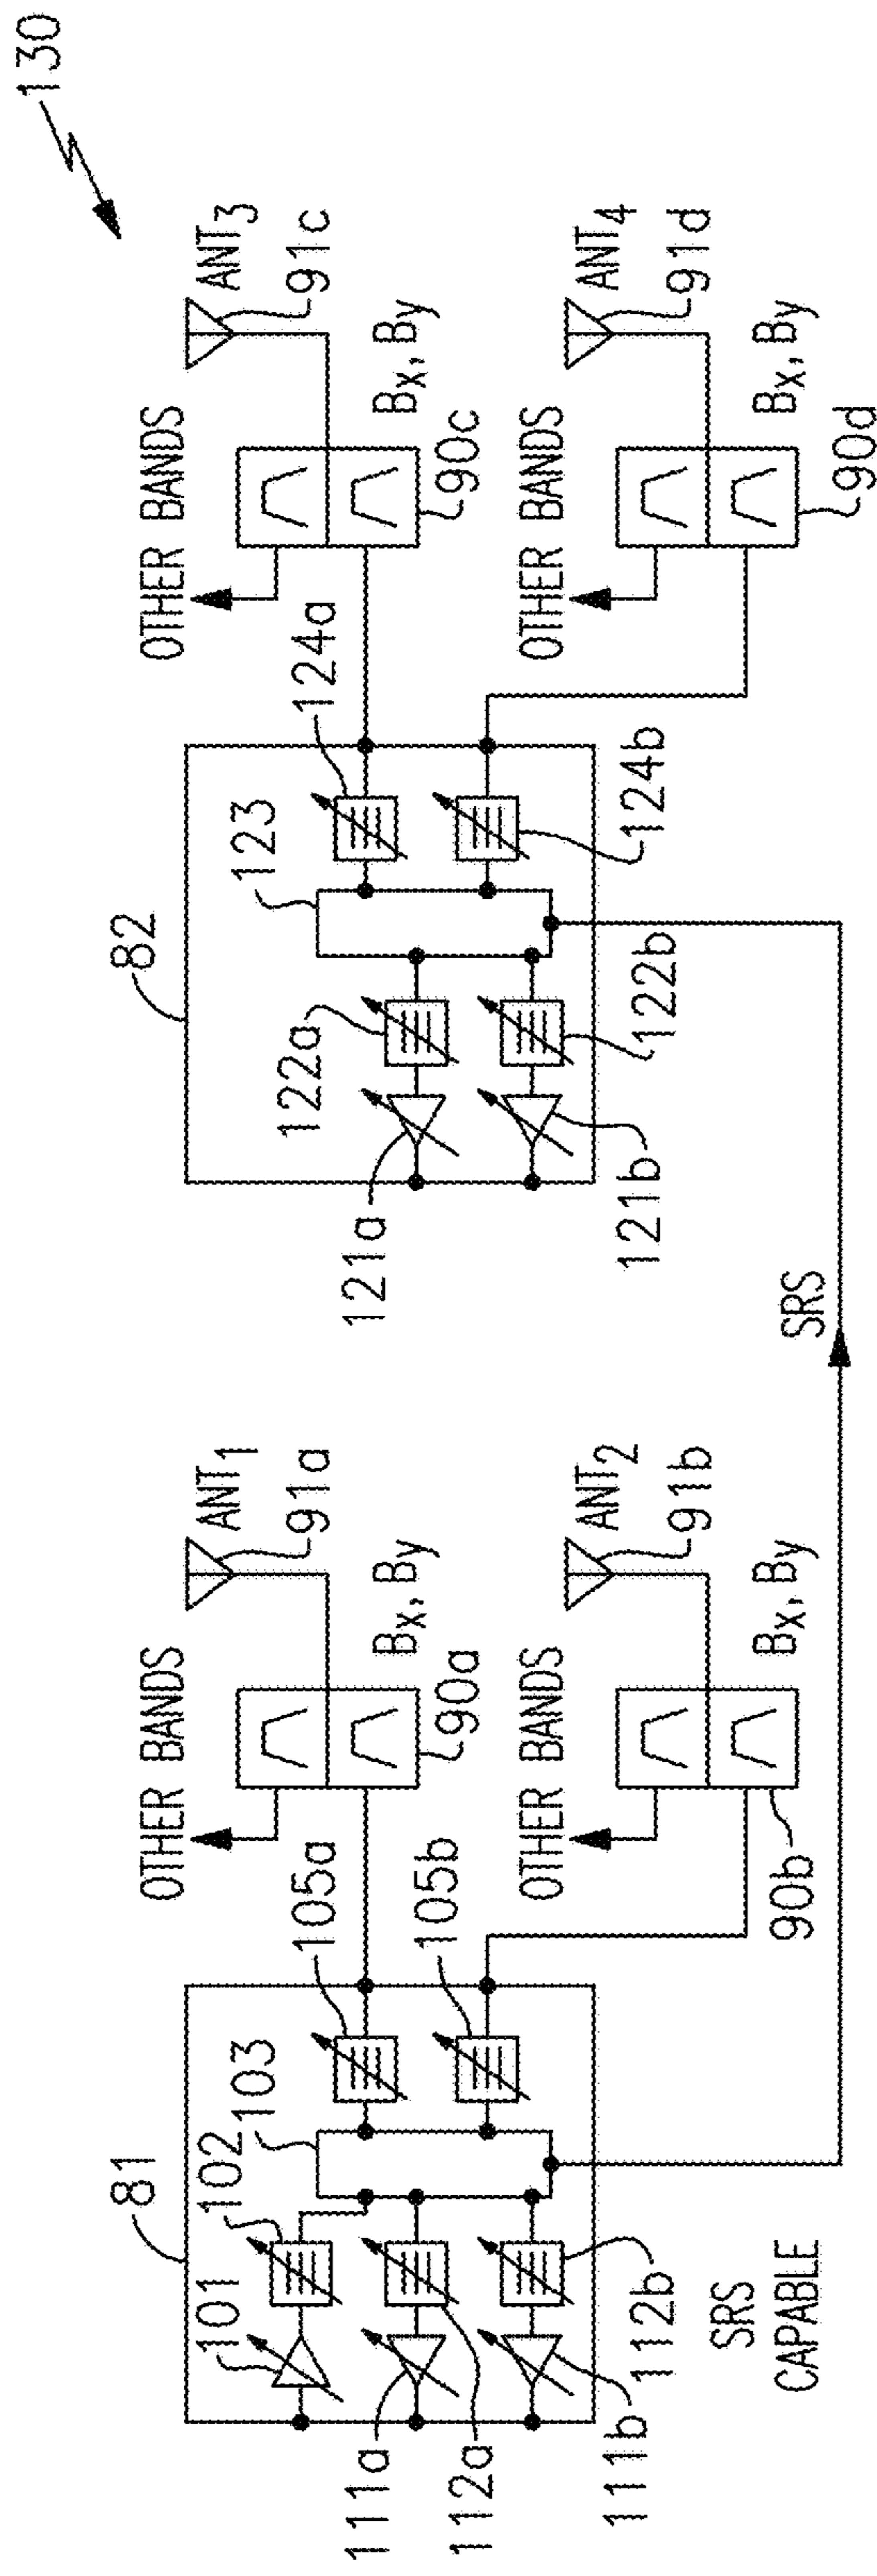 130
81
101
102
103
105a
105b
111a
112a
111b
112b
SRS
CAPABLE
OTHER BANDS
ANT1
91a
BX, By
90a
OTHER BANDS
ANT2
91b
BX, By
90b
SRS
82
121a
122a
123
124a
121b
122b
124b
OTHER BANDS
ANT3
91c
BX, By
90c
OTHER BANDS
ANT4
91d
BX, By
90d